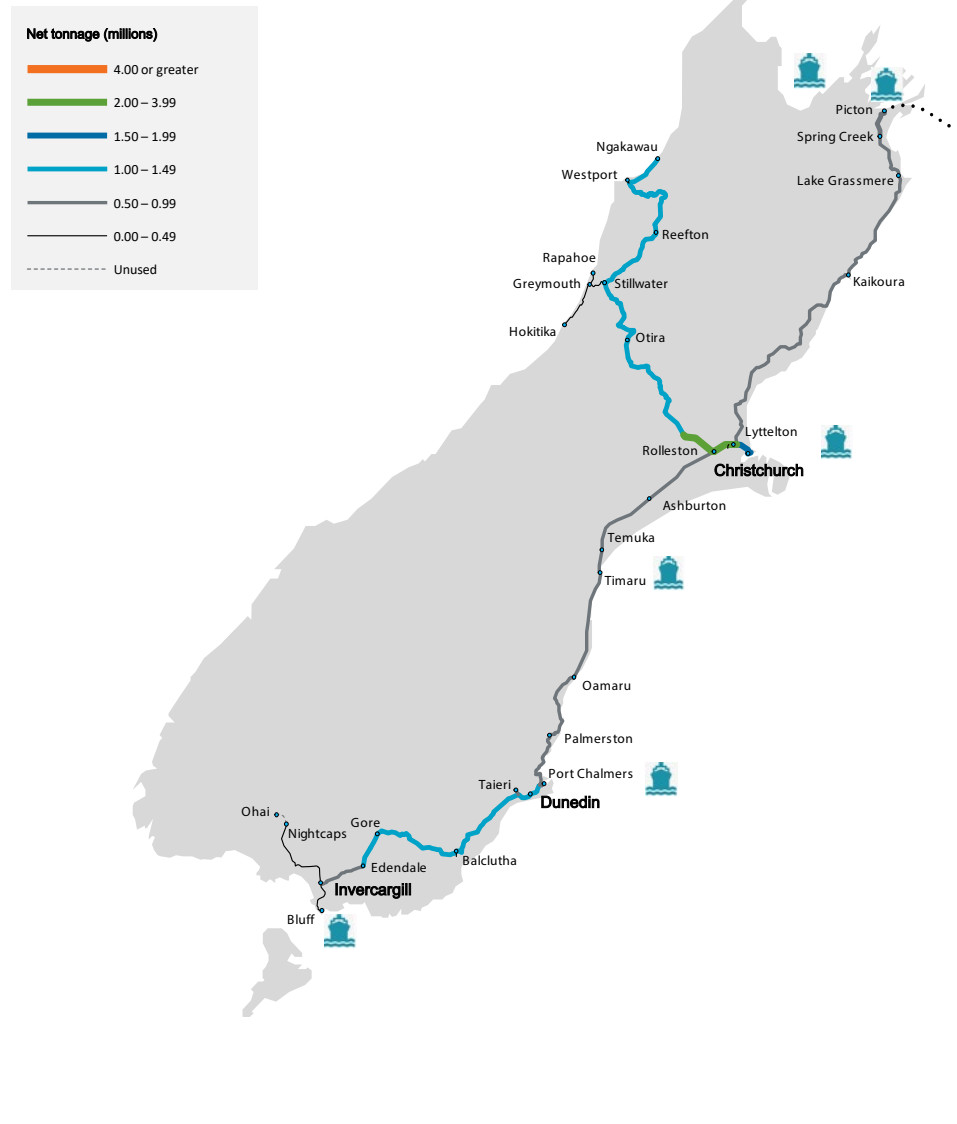 Net tonnage (millions)
4.00 or greater
2.00 – 3.99
1.50 – 1.99
1.00 – 1.49
0.50 – 0.99
0.00 – 0.49
Unused
Picton
Spring Creek
Ngakawau
Westport
Lake Grassmere
Reefton
Rapahoe
Greymouth
Stillwater
Kaikoura
Hokitika
Otira
Lyttelton
Rolleston
Christchurch
Ashburton
Temuka
Timaru
Oamaru
Palmerston
Port Chalmers
Taieri
Dunedin
Ohai
Gore
Nightcaps
Balclutha
Edendale
Invercargill
Bluff